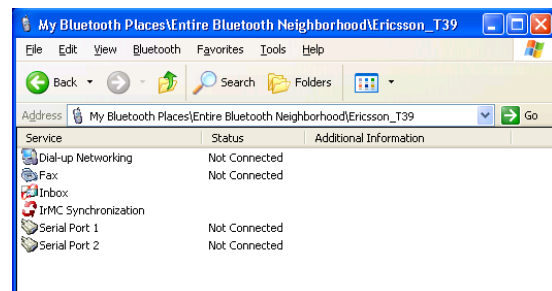 My Bluetooth Places\Entire Bluetooth Neighborhood\Ericsson_T39
File Edit View Bluetooth Favorites Tools Help
Back Search Folders
Address My Bluetooth Places\Entire Bluetooth Neighborhood\Ericsson_T39 Go
Service Status Additional Information
Dial-up Networking Not Connected
Fax Not Connected
Inbox
IrMC Synchronization
Serial Port 1 Not Connected
Serial Port 2 Not Connected